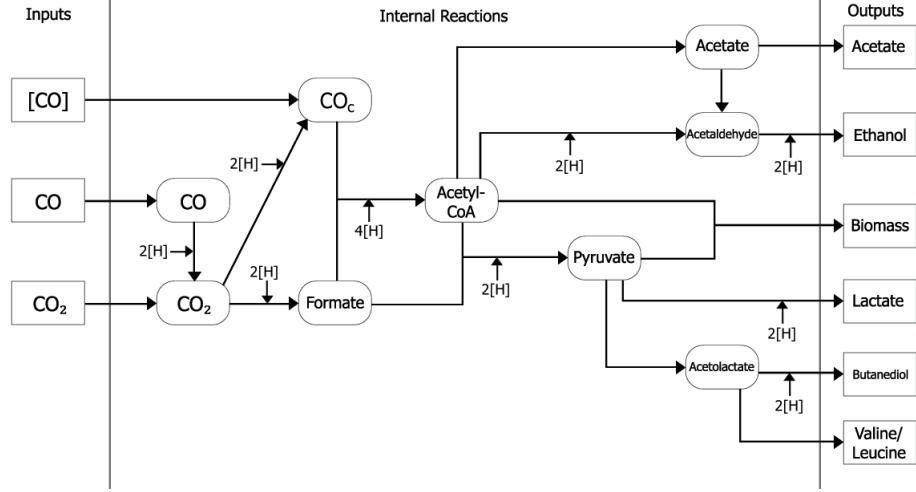 Inputs
Internal Reactions
Outputs
Acetate
Acetate
[CO]
CO_c
Acetaldehyde
Ethanol
2[H]
2[H]
2[H]
CO
CO
Acetyl-
CoA
4[H]
Biomass
2[H]
Pyruvate
2[H]
2[H]
CO₂
CO₂
Formate
Lactate
2[H]
Acetolactate
Butanediol
2[H]
Valine/
Leucine